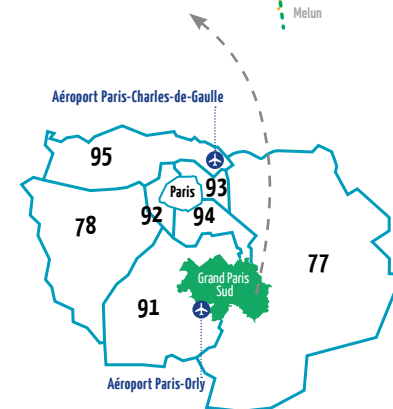 Melun
Aéroport Paris-Charles-de-Gaulle
95
Paris
93
92
94
78
77
Grand Paris
Sud
91
Aéroport Paris-Orly